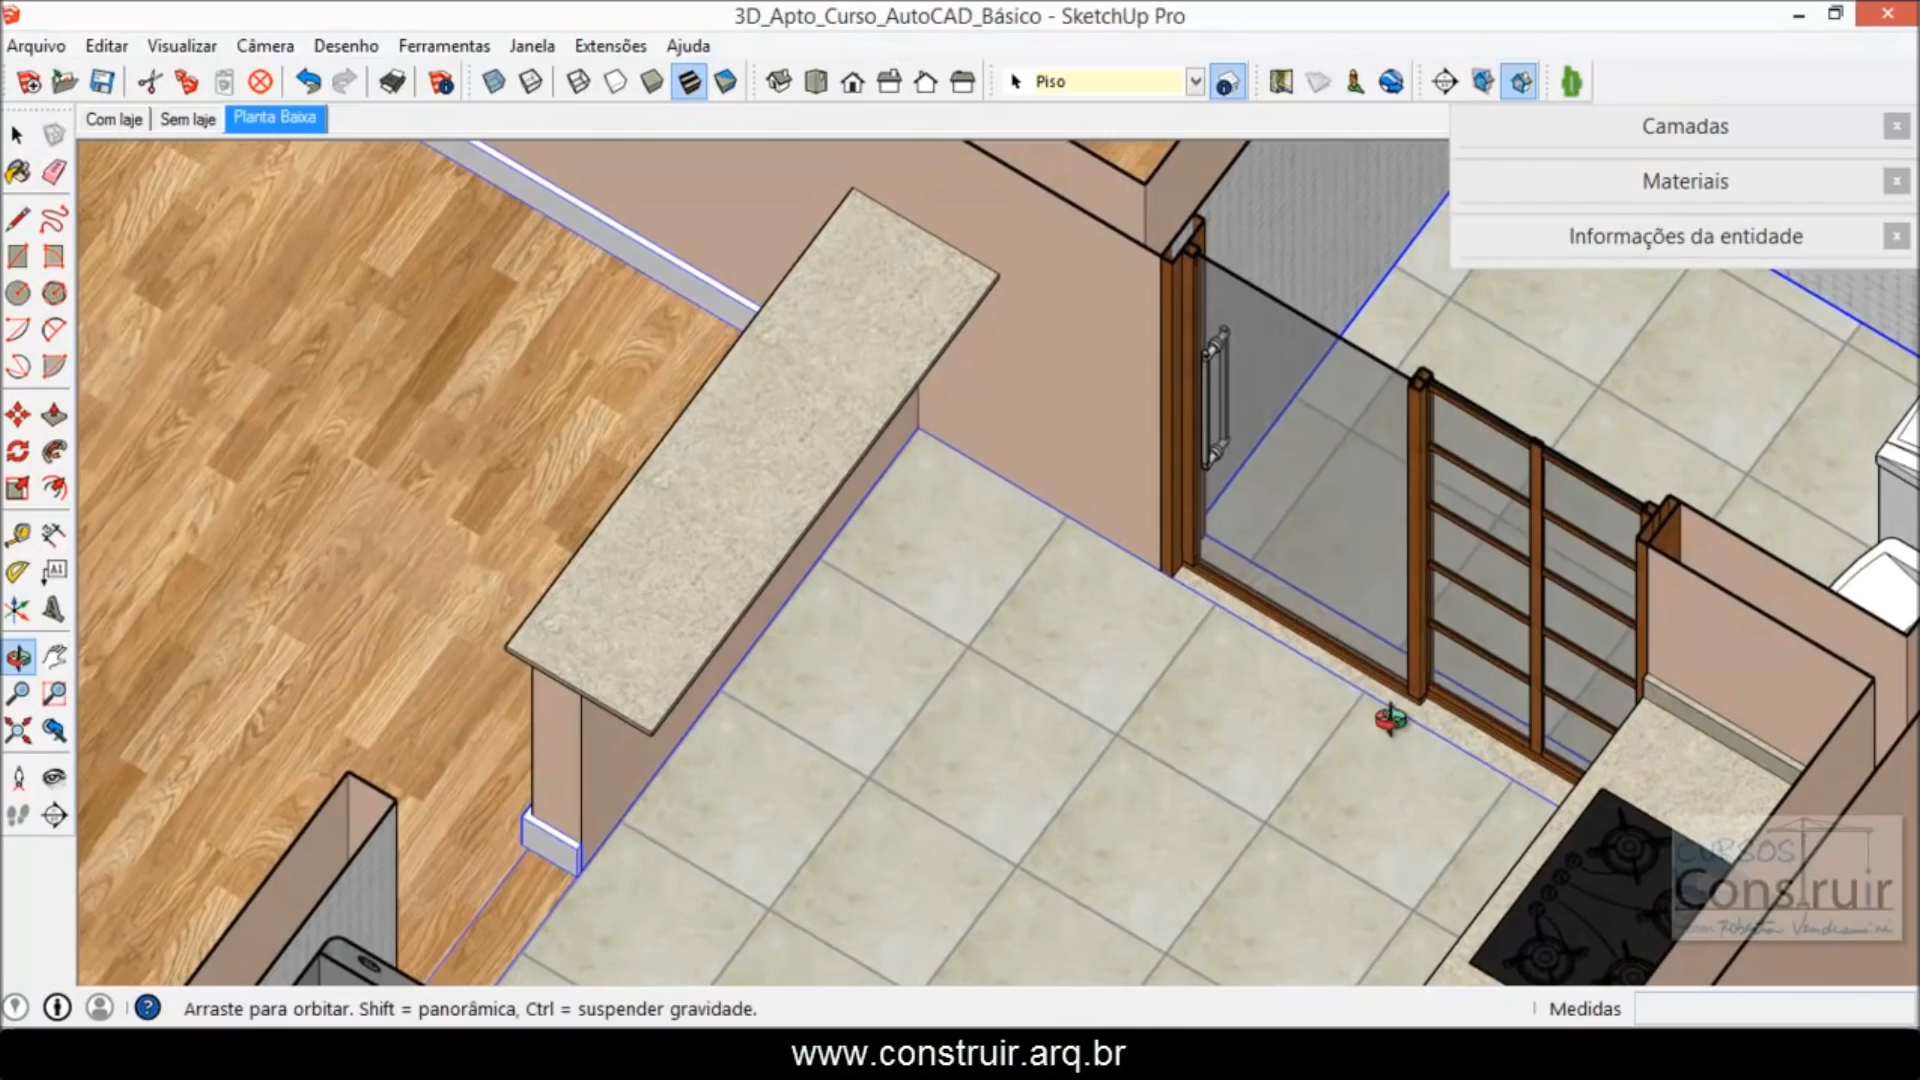 3D_Apto_Curso_AutoCAD_Básico - SketchUp Pro
Arquivo Editar Visualizar Câmera Desenho Ferramentas Janela Extensões Ajuda
Piso
Com laje Sem laje Planta Baixa
Camadas
Materiais
Informações da entidade
CURSOS
Construir
Arraste para orbitar. Shift = panorâmica, Ctrl = suspender gravidade.
Medidas
www.construir.arq.br